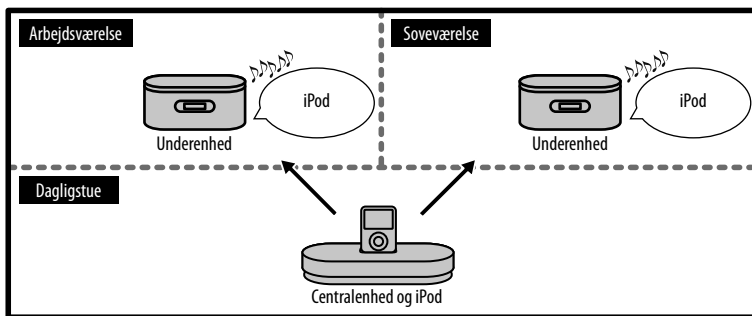 Arbejdsværelse
Soveværelse
iPod
iPod
Underenhed
Underenhed
Dagligstue
Centralenhed og iPod